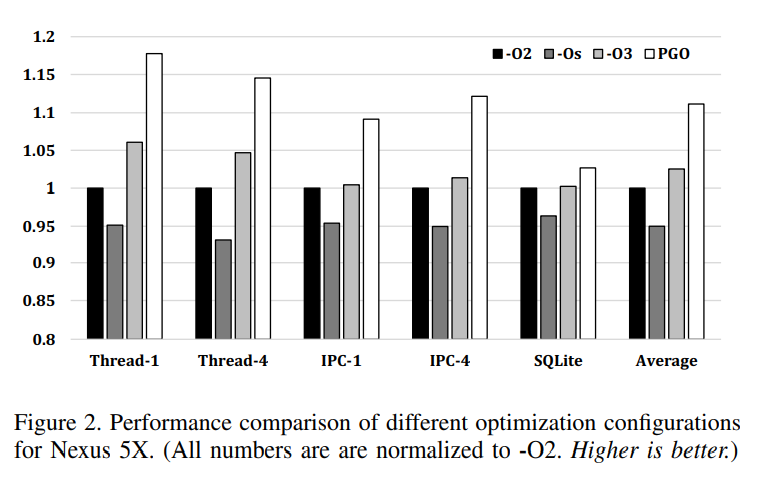 1.2
-O2 -Os -O3 PGO
1.15
1.1
1.05
1
0.95
0.9
0.85
0.8
Thread-1 Thread-4 IPC-1 IPC-4 SQLite Average
Figure 2. Performance comparison of different optimization configurations
for Nexus 5X. (All numbers are are normalized to -O2. Higher is better.)